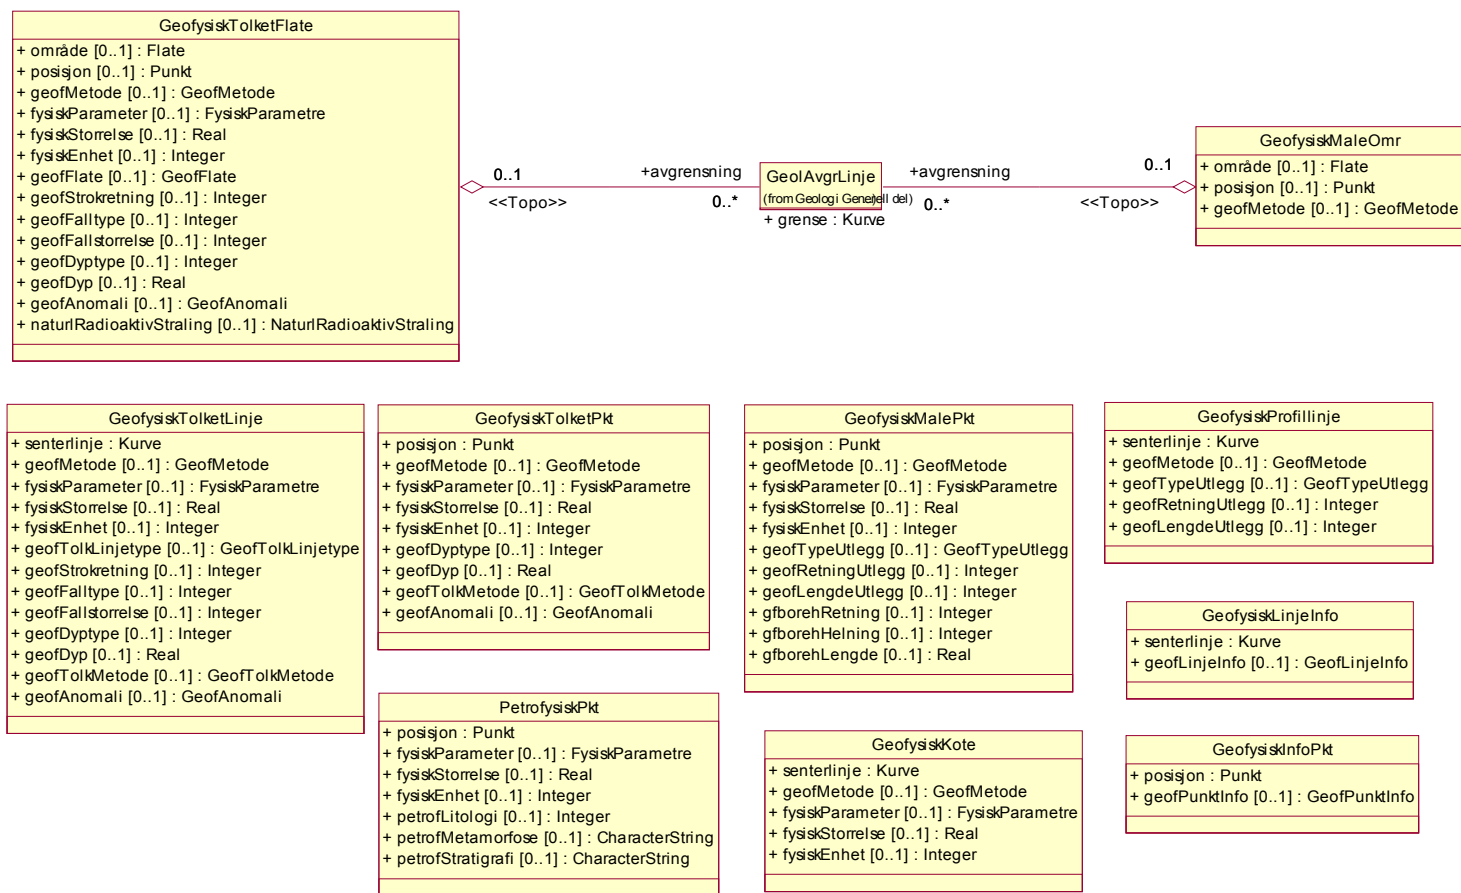 GeofysiskTolketFlate
+ område [0..1] : Flate
+ posisjon [0..1] : Punkt
+ geofMetode [0..1] : GeofMetode
+ fysiskParameter [0..1] : FysiskParametre
+ fysiskStorrelse [0..1] : Real
+ fysiskEnhet [0..1] : Integer
+ geofFlate [0..1] : GeofFlate
+ geofStrokretning [0..1] : Integer
+ geofFalltype [0..1] : Integer
+ geofFallstorrelse [0..1] : Integer
+ geofDyptype [0..1] : Integer
+ geofDyp [0..1] : Real
+ geofAnomali [0..1] : GeofAnomali
+ naturlRadioaktivStraling [0..1] : NaturlRadioaktivStraling
0..1
<<Topo>>
+avgrensning
0..*
GeolAvgrLinje
(from Geologi Generell del)
+ grense : Kurve
+avgrensning
0..*
0..1
<<Topo>>
GeofysiskMaleOmr
+ område [0..1] : Flate
+ posisjon [0..1] : Punkt
+ geofMetode [0..1] : GeofMetode
GeofysiskTolketLinje
+ senterlinje : Kurve
+ geofMetode [0..1] : GeofMetode
+ fysiskParameter [0..1] : FysiskParametre
+ fysiskStorrelse [0..1] : Real
+ fysiskEnhet [0..1] : Integer
+ geofTolkLinjetype [0..1] : GeofTolkLinjetype
+ geofStrokretning [0..1] : Integer
+ geofFalltype [0..1] : Integer
+ geofFallstorrelse [0..1] : Integer
+ geofDyptype [0..1] : Integer
+ geofDyp [0..1] : Real
+ geofTolkMetode [0..1] : GeofTolkMetode
+ geofAnomali [0..1] : GeofAnomali
GeofysiskTolketPkt
+ posisjon : Punkt
+ geofMetode [0..1] : GeofMetode
+ fysiskParameter [0..1] : FysiskParametre
+ fysiskStorrelse [0..1] : Real
+ fysiskEnhet [0..1] : Integer
+ geofDyptype [0..1] : Integer
+ geofDyp [0..1] : Real
+ geofTolkMetode [0..1] : GeofTolkMetode
+ geofAnomali [0..1] : GeofAnomali
GeofysiskMalePkt
+ posisjon : Punkt
+ geofMetode [0..1] : GeofMetode
+ fysiskParameter [0..1] : FysiskParametre
+ fysiskStorrelse [0..1] : Real
+ fysiskEnhet [0..1] : Integer
+ geofTypeUtlegg [0..1] : GeofTypeUtlegg
+ geofRetningUtlegg [0..1] : Integer
+ geofLengdeUtlegg [0..1] : Integer
+ gfborehRetning [0..1] : Integer
+ gfborehHelning [0..1] : Integer
+ gfborehLengde [0..1] : Real
GeofysiskProfillinje
+ senterlinje : Kurve
+ geofMetode [0..1] : GeofMetode
+ geofTypeUtlegg [0..1] : GeofTypeUtlegg
+ geofRetningUtlegg [0..1] : Integer
+ geofLengdeUtlegg [0..1] : Integer
GeofysiskLinjeInfo
+ senterlinje : Kurve
+ geofLinjeInfo [0..1] : GeofLinjeInfo
PetrofysiskPkt
+ posisjon : Punkt
+ fysiskParameter [0..1] : FysiskParametre
+ fysiskStorrelse [0..1] : Real
+ fysiskEnhet [0..1] : Integer
+ petrofLitologi [0..1] : Integer
+ petrofMetamorfose [0..1] : CharacterString
+ petrofStratigrafi [0..1] : CharacterString
GeofysiskKote
+ senterlinje : Kurve
+ geofMetode [0..1] : GeofMetode
+ fysiskParameter [0..1] : FysiskParametre
+ fysiskStorrelse [0..1] : Real
+ fysiskEnhet [0..1] : Integer
GeofysiskInfoPkt
+ posisjon : Punkt
+ geofPunktInfo [0..1] : GeofPunktInfo